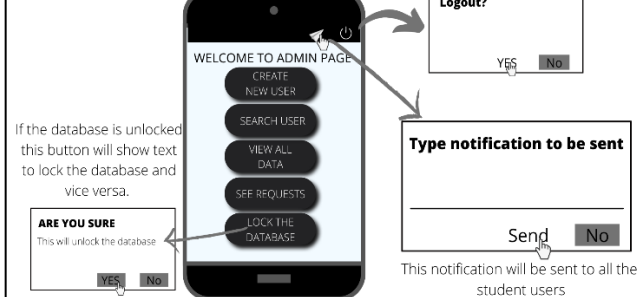 Logout?
YES No
WELCOME TO ADMIN PAGE
CREATE
NEW USER
SEARCH USER
VIEW ALL
DATA
SEE REQUESTS
LOCK THE
DATABASE
If the database is unlocked
this button will show text
to lock the database and
vice versa.
ARE YOU SURE
This will unlock the database
YES No
Type notification to be sent
Send No
This notification will be sent to all the
student users